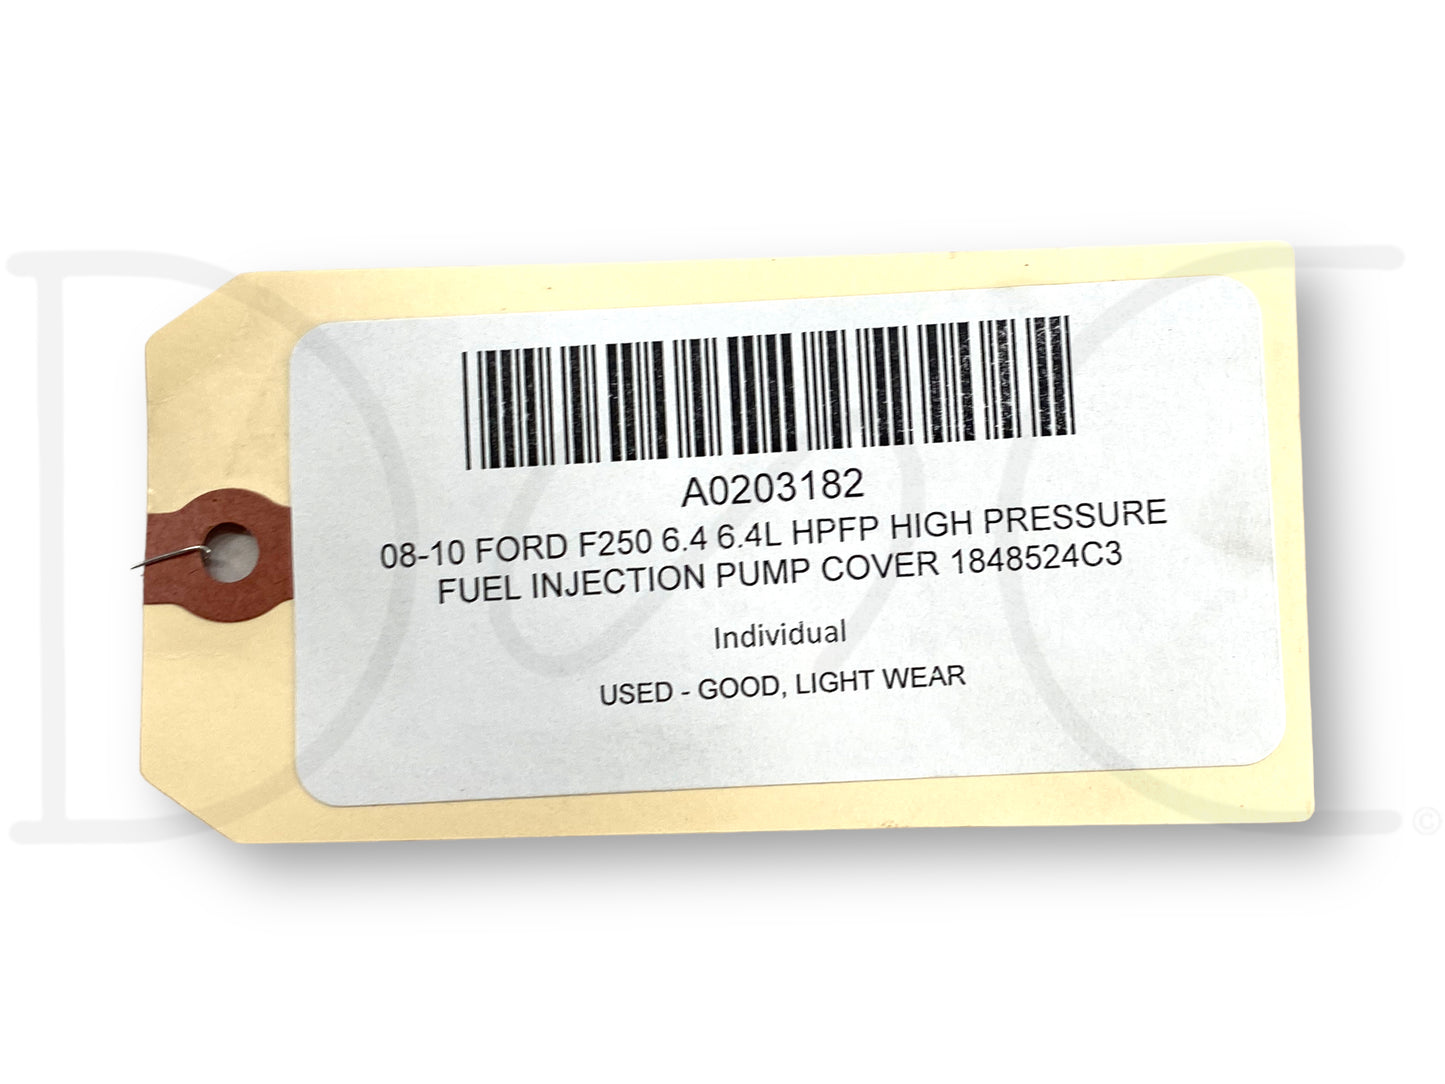 A0203182
08-10 FORD F250 6.4 6.4L HPFP HIGH PRESSURE
FUEL INJECTION PUMP COVER 1848524C3
Individual
USED - GOOD, LIGHT WEAR
©